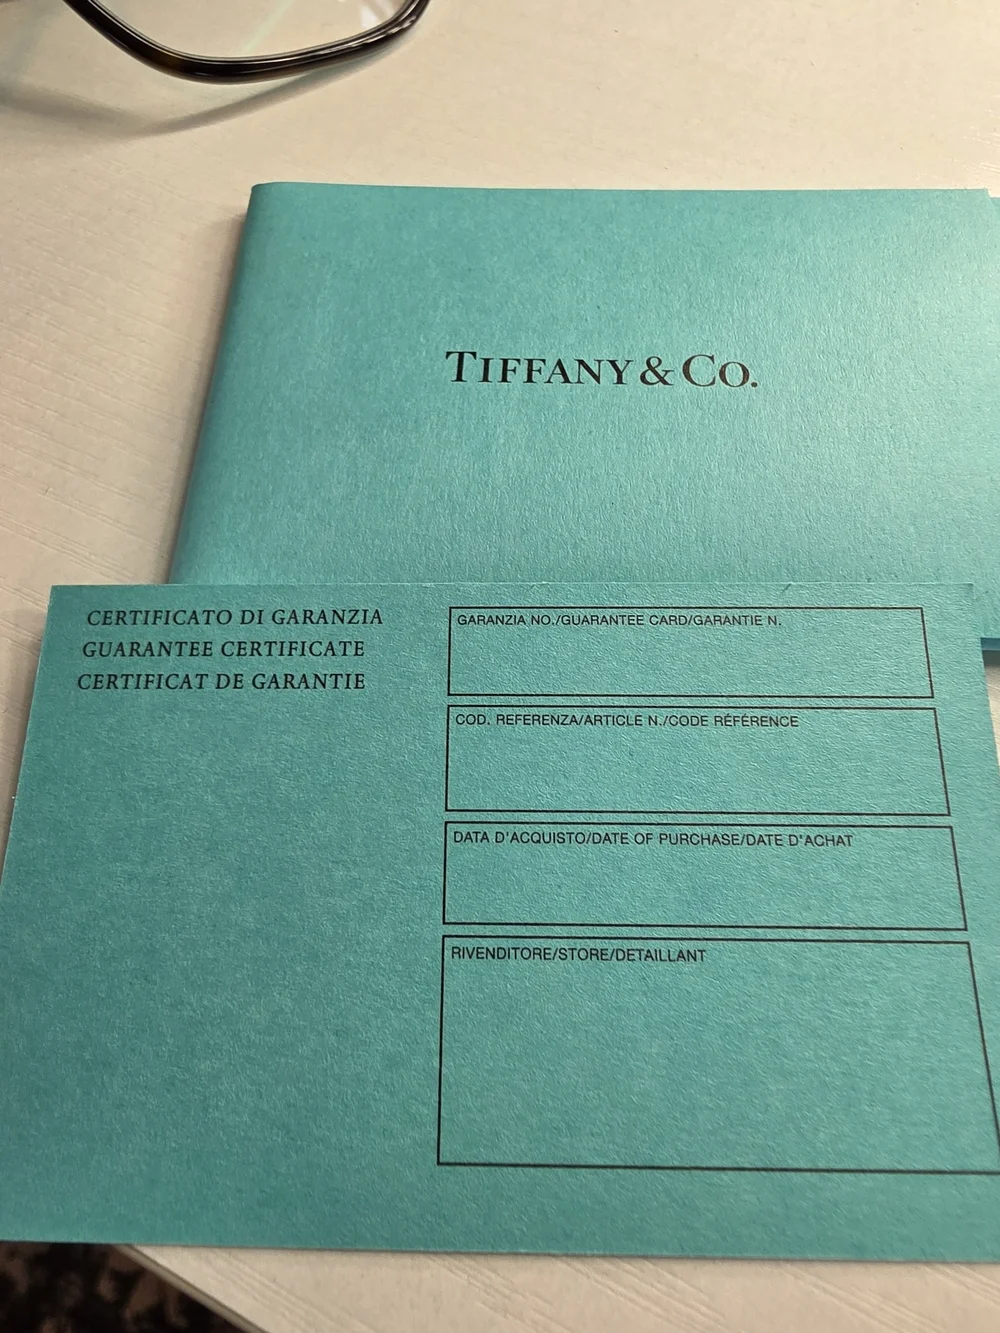 TIFFANY & CO.
CERTIFICATO DI GARANZIA
GUARANTEE CERTIFICATE
CERTIFICAT DE GARANTIE
GARANZIA NO./GUARANTEE CARD/GARANTIE N.
COD. REFERENZA/ARTICLE N./CODE RÉFÉRENCE
DATA D'ACQUISTO/DATE OF PURCHASE/DATE D'ACHAT
RIVENDITORE/STORE/DETAILLANT